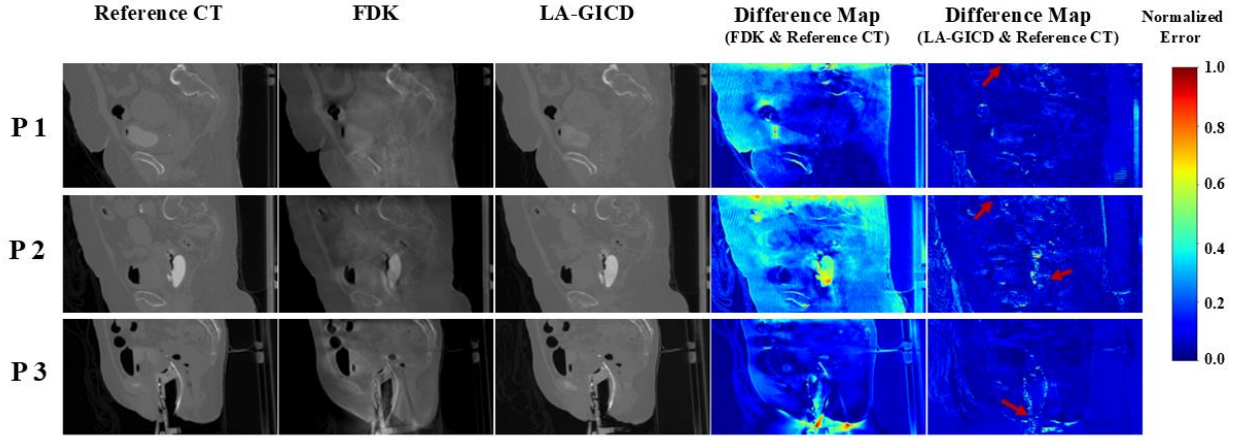 Reference CT
FDK
LA-GICD
Difference Map
(FDK & Reference CT)
Difference Map
(LA-GICD & Reference CT)
Normalized
Error
P 1
P 2
P 3
1.0
0.8
0.6
0.4
0.2
0.0